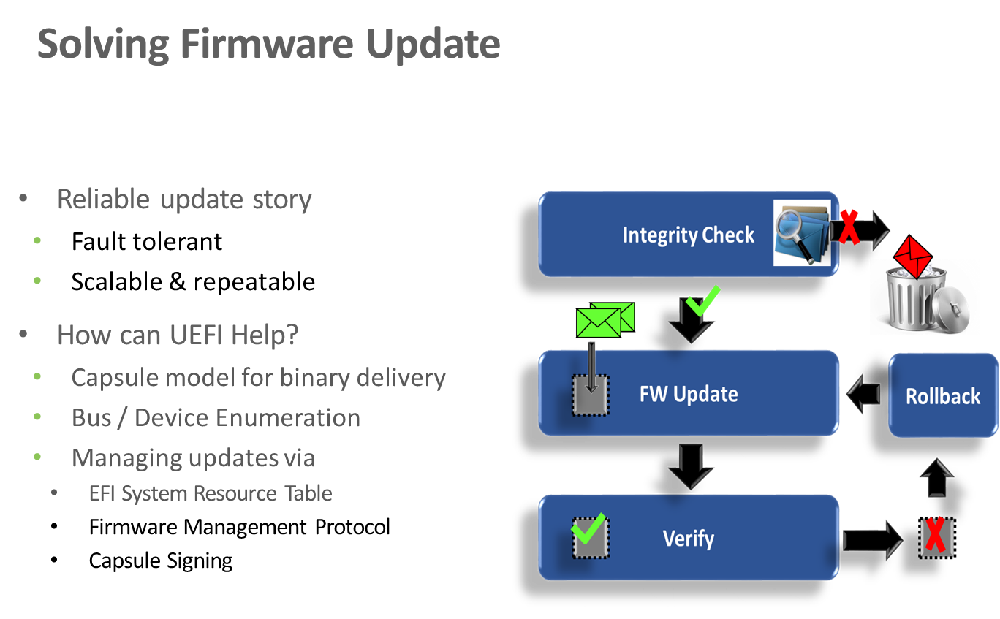 Solving Firmware Update
• Reliable update story
• Fault tolerant
• Scalable & repeatable
• How can UEFI Help?
• Capsule model for binary delivery
• Bus / Device Enumeration
• Managing updates via
• EFI System Resource Table
• Firmware Management Protocol
• Capsule Signing
Integrity Check
FW Update
Rollback
Verify